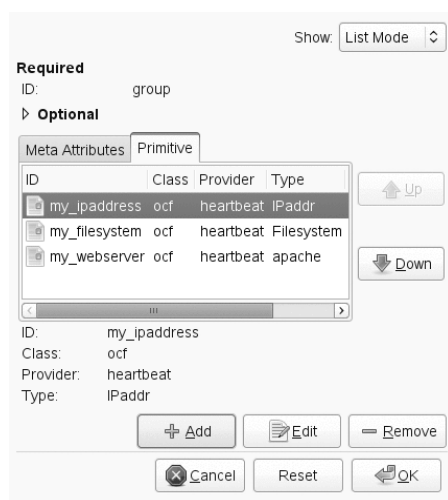 Show: List Mode
Required
ID: group
Optional
Meta Attributes Primitive
ID Class Provider Type
my_ipaddress ocf heartbeat IPaddr
my_filesystem ocf heartbeat Filesystem
my_webserver ocf heartbeat apache
Up
Down
ID: my_ipaddress
Class: ocf
Provider: heartbeat
Type: IPaddr
Add Edit Remove
Cancel Reset OK